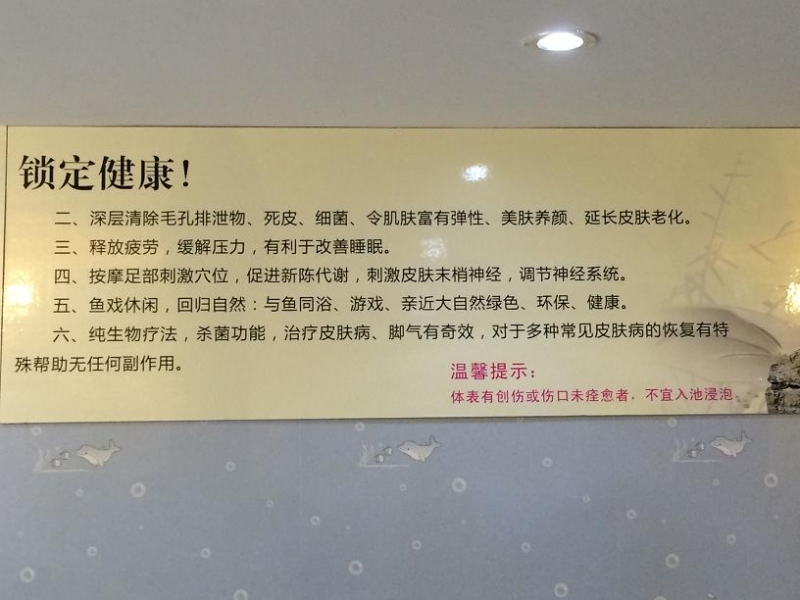 锁定健康!
二、深层清除毛孔排泄物、死皮、细菌、令肌肤富有弹性、美肤养颜、延长皮肤老化。
三、释放疲劳，缓解压力，有利于改善睡眠。
四、按摩足部刺激穴位，促进新陈代谢，刺激皮肤末梢神经，调节神经系统。
五、鱼戏休闲，回归自然：与鱼同浴、游戏、亲近大自然绿色、环保、健康。
六、纯生物疗法，杀菌功能，治疗皮肤病、脚气有奇效，对于多种常见皮肤病的恢复有特
殊帮助无任何副作用。
温馨提示：
体表有创伤或伤口未痊愈者，不宜入池浸泡。